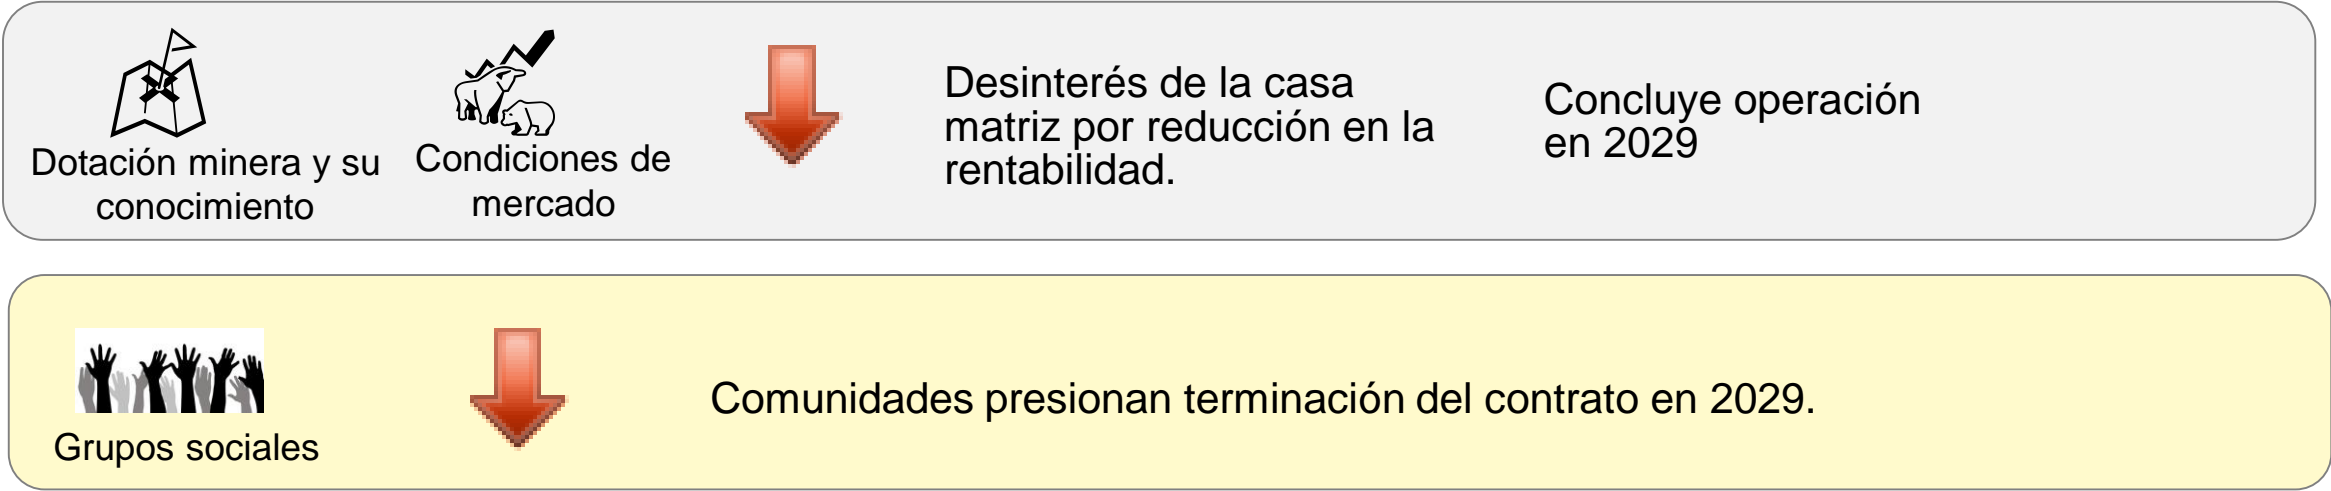 Dotación minera y su
conocimiento
Condiciones de
mercado
Desinterés de la casa
matriz por reducción en la
rentabilidad.
Concluye operación
en 2029
Grupos sociales
Comunidades presionan terminación del contrato en 2029.